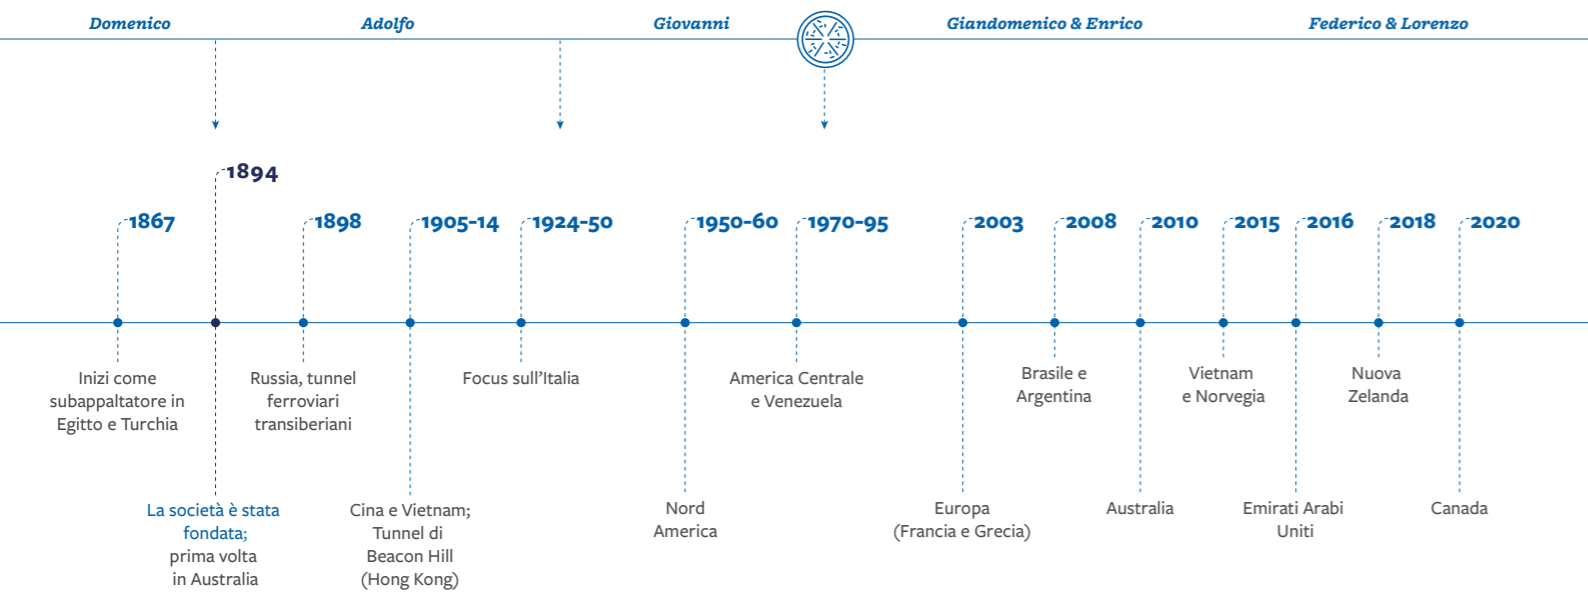 Domenico
Adolfo
Giovanni
Giandomenico & Enrico
Federico & Lorenzo
1894
1867
1898
1905-14
1924-50
1950-60
1970-95
2003
2008
2010
2015
2016
2018
2020
Inizi come
subappaltatore in
Egitto e Turchia
Russia, tunnel
ferroviari
transiberiani
Focus sull’Italia
America Centrale
e Venezuela
Brasile e
Argentina
Vietnam
e Norvegia
Nuova
Zelanda
La società è stata
fondata;
prima volta
in Australia
Cina e Vietnam;
Tunnel di
Beacon Hill
(Hong Kong)
Nord
America
Europa
(Francia e Grecia)
Australia
Emirati Arabi
Uniti
Canada